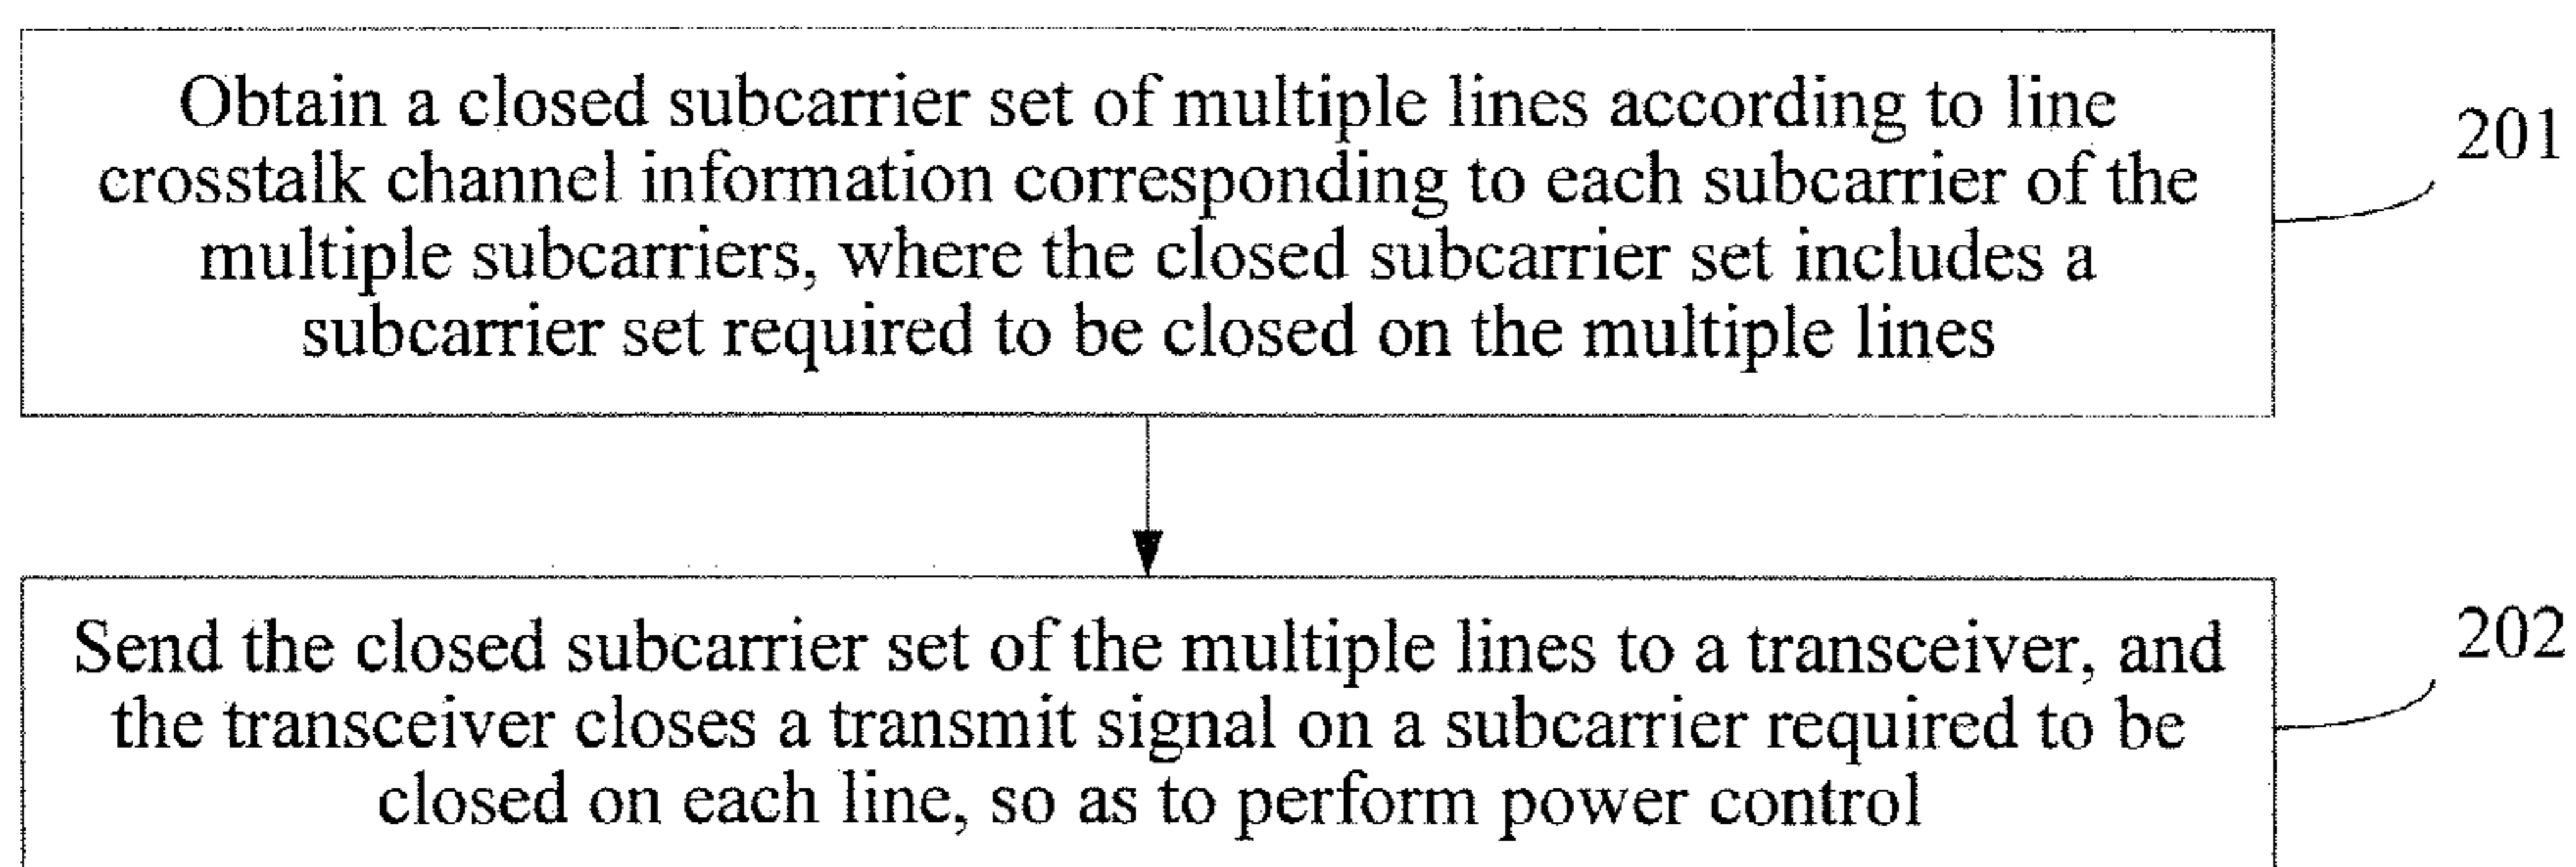 Obtain a closed subcarrier set of multiple lines according to line
crosstalk channel information corresponding to each subcarrier of the
multiple subcarriers, where the closed subcarrier set includes a
subcarrier set required to be closed on the multiple lines
201
Send the closed subcarrier set of the multiple lines to a transceiver, and
the transceiver closes a transmit signal on a subcarrier required to be
closed on each line, so as to perform power control
202